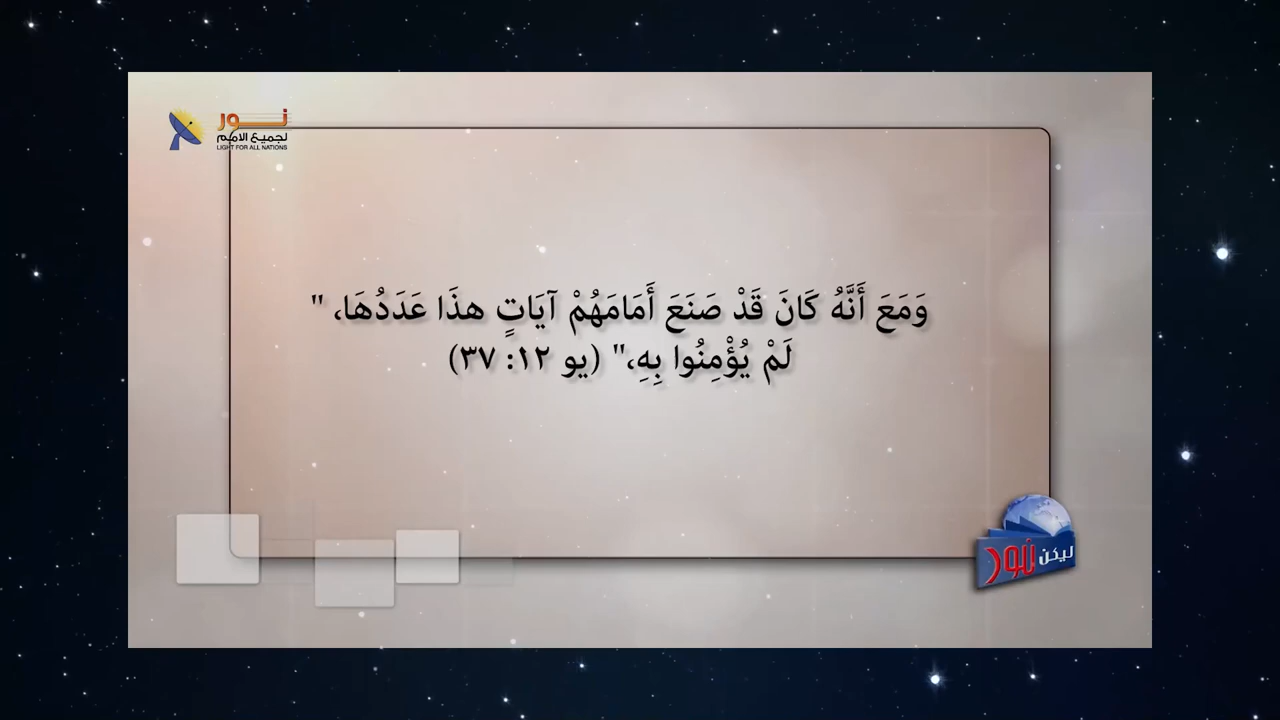 نور
لجميع الامم
LIGHT FOR ALL NATIONS
وَمَعَ أَنَّهُ كَانَ قَدْ صَنَعَ أَمَامَهُمْ آيَاتٍ هذَا عَدَدُهَا، "
لَمْ يُؤْمِنُوا بِهِ،" (يو ١٢: ٣٧)
ليكن نور